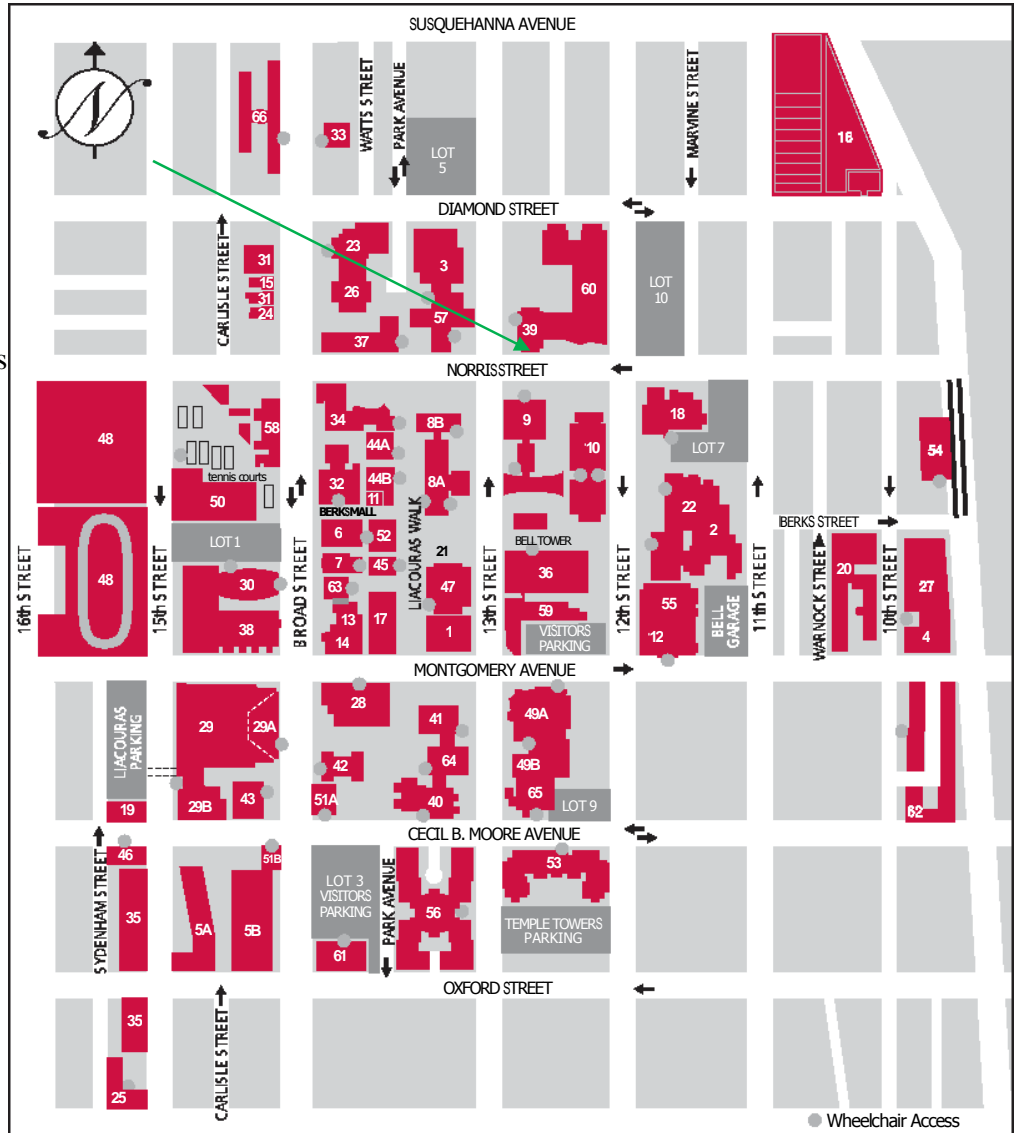 SUSQUEHANNA AVENUE
N
66
33
WATTS STREET
PARK AVENUE
LOT
5
MARVINE STREET
16
DIAMOND STREET
CARLISLE STREET
31
15
31
24
23
26
3
57
37
39
60
LOT
10
S
NORRISSTREET
48
58
tennis courts
50
34
44A
32
44B
11
8B
8A
9
10
18
LOT 7
54
BERKSMALL
BERKS STREET
16th STREET
48
15th STREET
LOT 1
30
38
BROAD STREET
6
52
7
45
63
13
14
17
LIACOURAS WALK
21
47
1
13th STREET
BELL TOWER
36
59
VISITORS
PARKING
12th STREET
22
2
55
12
BELL
GARAGE
11th STREET
WARNOCK STREET
20
10th STREET
27
4
MONTGOMERY AVENUE
LIACOURAS
PARKING
19
29
29A
29B
43
28
42
51A
41
64
40
49A
49B
65
LOT 9
62
CECIL B. MOORE AVENUE
SYDENHAM STREET
46
35
5A
5B
51B
LOT 3
VISITORS
PARKING
61
PARK AVENUE
56
53
TEMPLE TOWERS
PARKING
OXFORD STREET
35
25
CARLISLE STREET
Wheelchair Access